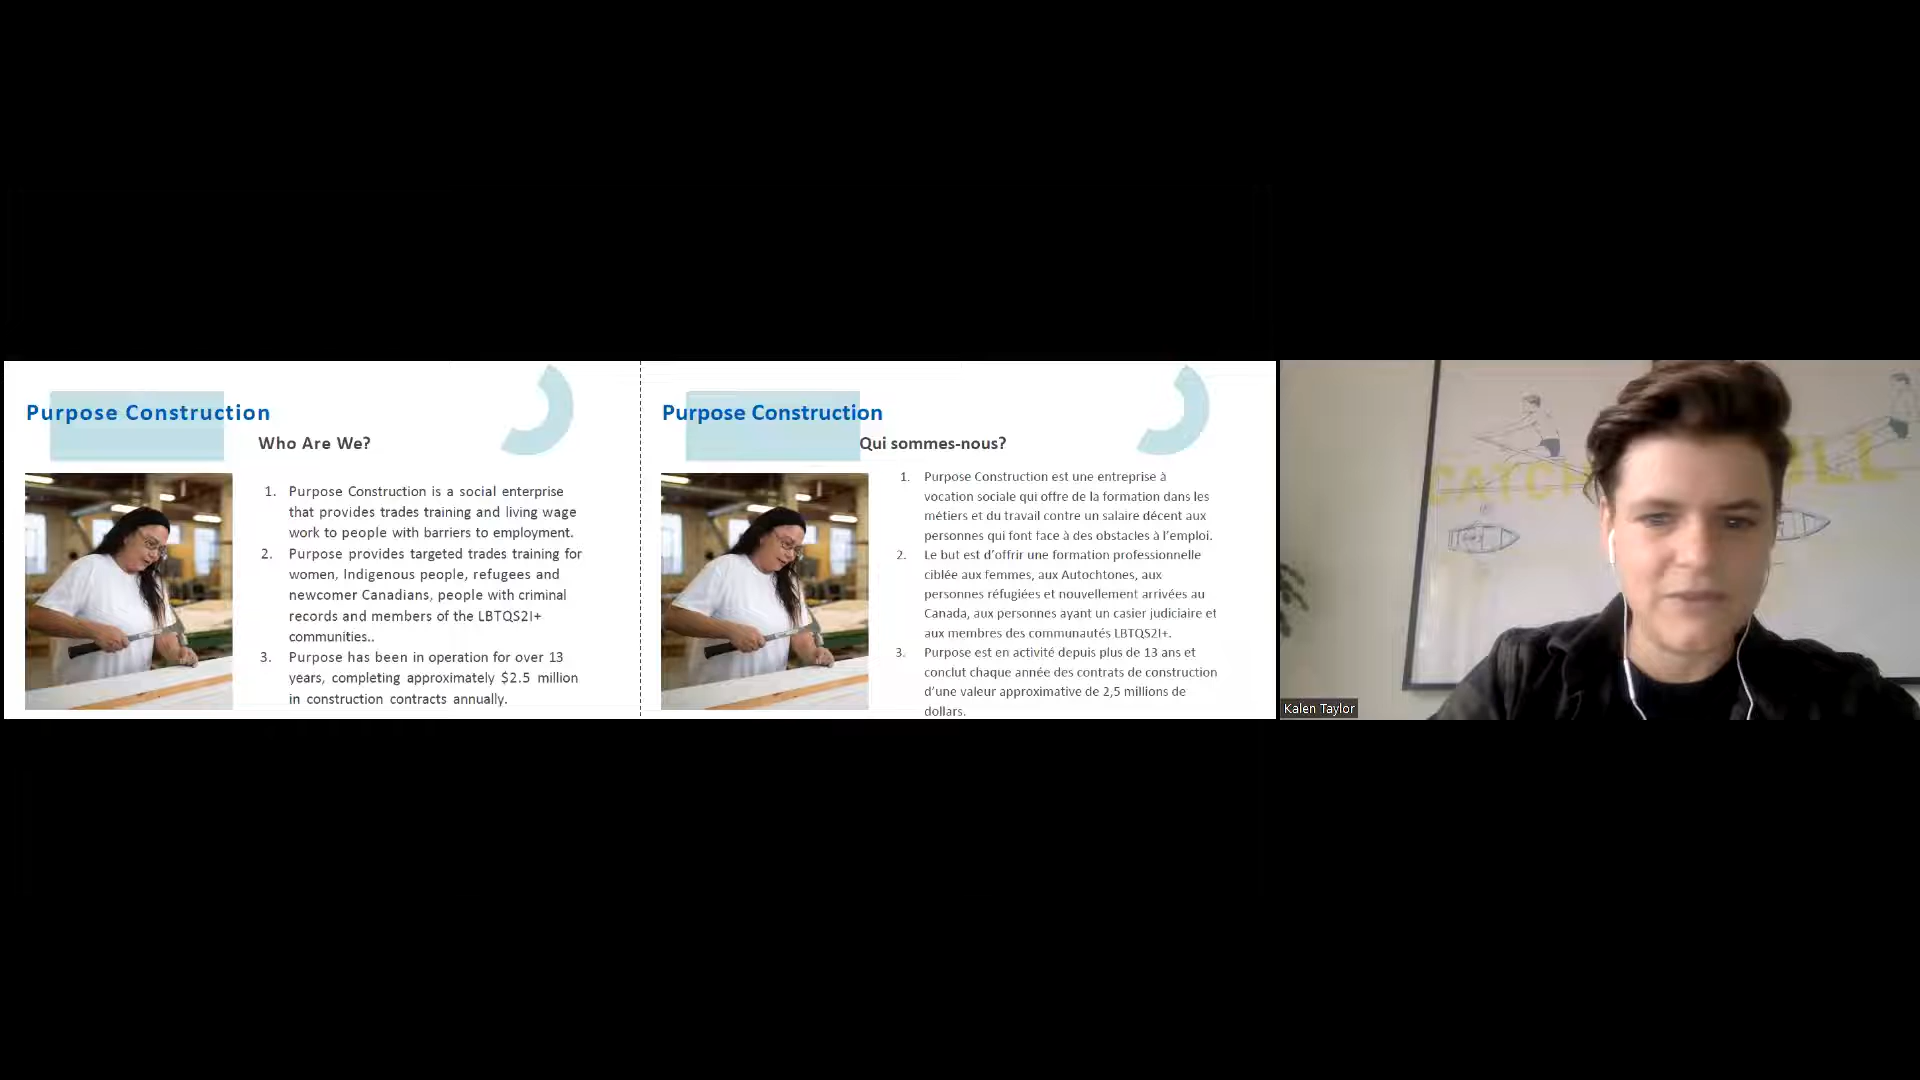 Purpose Construction
Who Are We?
1. Purpose Construction is a social enterprise
that provides trades training and living wage
work to people with barriers to employment.
2. Purpose provides targeted trades training for
women, Indigenous people, refugees and
newcomer Canadians, people with criminal
records and members of the LBTQS2I+
communities..
3. Purpose has been in operation for over 13
years, completing approximately $2.5 million
in construction contracts annually.
Purpose Construction
Qui sommes-nous?
1. Purpose Construction est une entreprise à
vocation sociale qui offre de la formation dans les
métiers et du travail contre un salaire décent aux
personnes qui font face à des obstacles à l’emploi.
2. Le but est d’offrir une formation professionnelle
ciblée aux femmes, aux Autochtones, aux
personnes réfugiées et nouvellement arrivées au
Canada, aux personnes ayant un casier judiciaire et
aux membres des communautés LBTQS2I+.
3. Purpose est en activité depuis plus de 13 ans et
conclut chaque année des contrats de construction
d’une valeur approximative de 2,5 millions de
dollars.
CATCH
Kalen Taylor